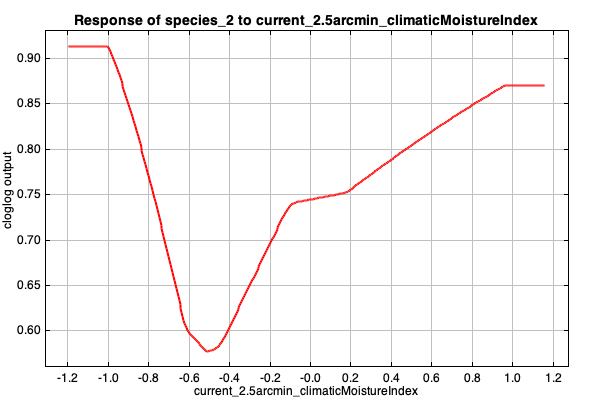 Response of species_2 to current_2.5arcmin_climaticMoistureIndex
cloglog output
0.90
0.85
0.80
0.75
0.70
0.65
0.60
-1.2 -1.0 -0.8 -0.6 -0.4 -0.2 -0.0 0.2 0.4 0.6 0.8 1.0 1.2
current_2.5arcmin_climaticMoistureIndex